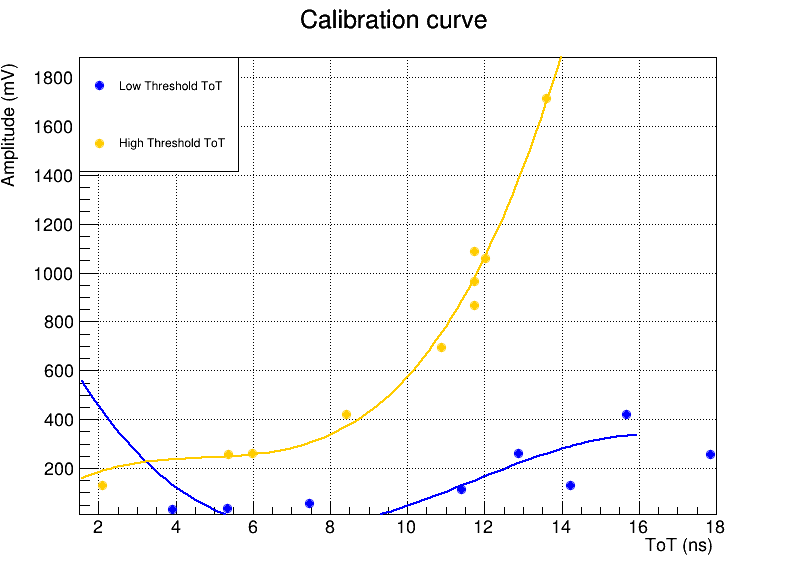 Calibration curve
Amplitude (mV)
Low Threshold ToT
High Threshold ToT
1800
1600
1400
1200
1000
800
600
400
200
2 4 6 8 10 12 14 16 18
ToT (ns)